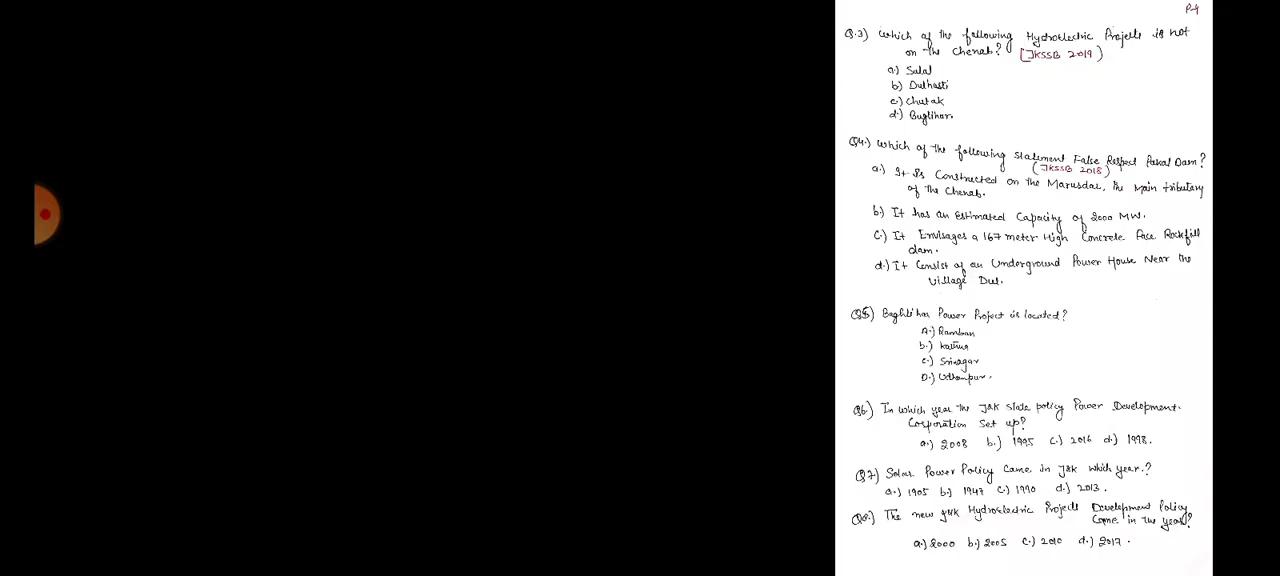 P-4
Q.3) Which of the following Hydroelectric Projects is not
on the Chenab? [JKSSB 2019)
a.) Salal
b) Dulhasti
c.) Chutak
d.) Buglihar.
Q4.) Which of the following statement False Respect Pakal Dam?
(JKSSB 2018)
a.) It is Constructed on the Marusdar, the main tributary
of the Chenab.
b.) It has an Estimated Capacity of 2000 MW.
C.) It Envisages a 167 meter High Concrete Face Rockfill
dam.
d.) It Consist of an Underground Power House Near the
Village Dul.
Q5) Baghlihar Power Project is located?
A.) Ramban
b.) Kathua
c.) Srinagar
D.) Udhampur.
Q6.) In which year the J&K state policy Power Development
Corporation Set up?
a.) 2008 b.) 1995 c.) 2016 d.) 1998.
Q7) Solar Power Policy Came in J&K which year.?
a.) 1905 b.) 1947 c.) 1990 d.) 2013.
Q8.) The new J&K Hydroelectric Projects Development Policy
Came in the year?
a.) 2000 b.) 2005 c.) 2010 d.) 2017.